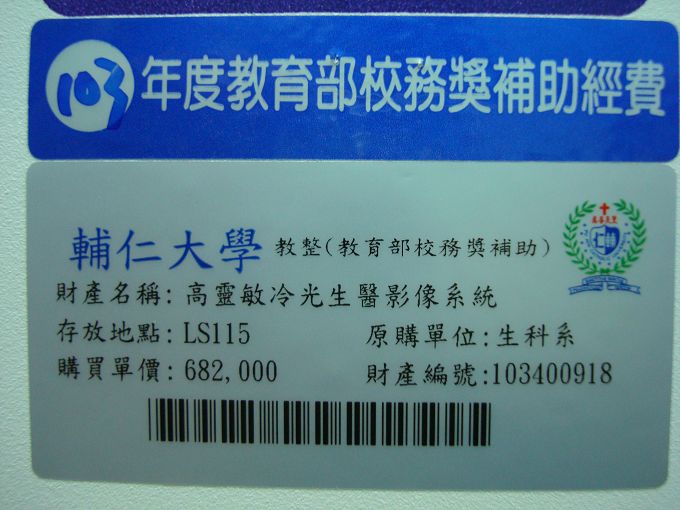 103年度教育部校務獎補助經費
輔仁大學 教整(教育部校務獎補助)
財產名稱: 高靈敏冷光生醫影像系統
存放地點: LS115 原購單位: 生科系
購買單價: 682,000 財產編號:103400918